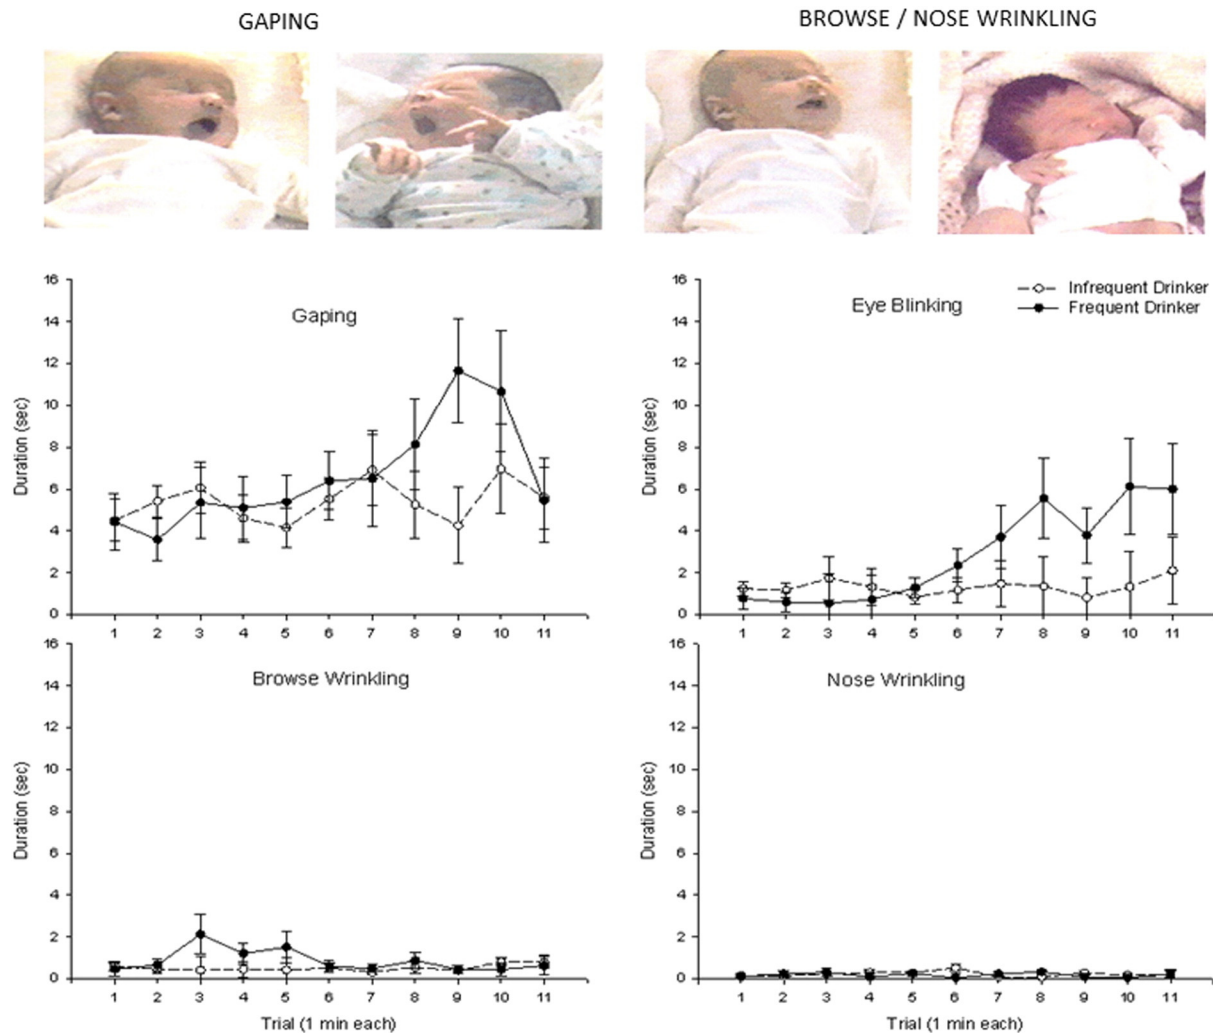 GAPING
BROWSE / NOSE WRINKLING
Gaping
Duration (sec)
16
14
12
10
8
6
4
2
0
1 2 3 4 5 6 7 8 9 10 11
Eye Blinking
Infrequent Drinker
Frequent Drinker
Duration (sec)
16
14
12
10
8
6
4
2
0
1 2 3 4 5 6 7 8 9 10 11
Browse Wrinkling
Duration (sec)
16
14
12
10
8
6
4
2
0
1 2 3 4 5 6 7 8 9 10 11
Trial (1 min each)
Nose Wrinkling
Duration (sec)
16
14
12
10
8
6
4
2
0
1 2 3 4 5 6 7 8 9 10 11
Trial (1 min each)